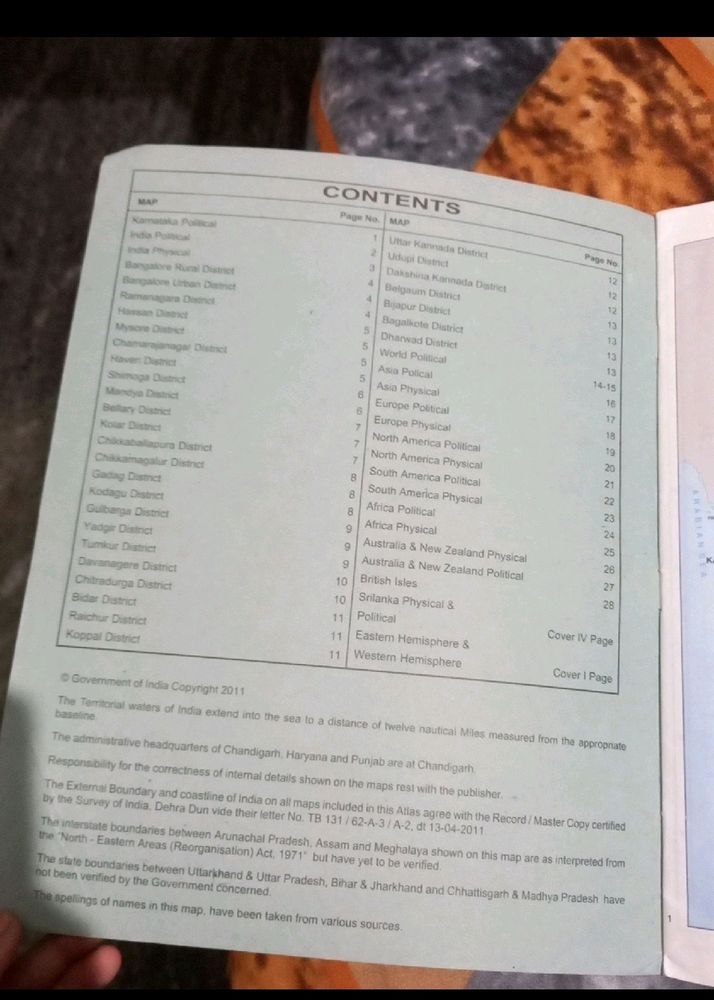 CONTENTS
MAP Page No.
Karnataka Political 1
India Political 2
India Physical 3
Bangalore Rural District 4
Bangalore Urban District 4
Ramanagara District 4
Hassan District 5
Mysore District 5
Chamarajanagar District 5
Haveri District 5
Shimoga District 6
Mandya District 6
Bellary District 7
Kolar District 7
Chikkaballapura District 7
Chikkamagalur District 8
Gadag District 8
Kodagu District 8
Gulbarga District 9
Yadgir District 9
Tumkur District 9
Davanagere District 10
Chitradurga District 10
Bidar District 11
Raichur District 11
Koppal District 11
MAP Page No.
Uttar Kannada District 12
Udupi District 12
Dakshina Kannada District 12
Belgaum District 13
Bijapur District 13
Bagalkote District 13
Dharwad District 13
World Political 14-15
Asia Polical 16
Asia Physical 17
Europe Political 18
Europe Physical 19
North America Political 20
North America Physical 21
South America Political 22
South America Physical 23
Africa Political 24
Africa Physical 25
Australia & New Zealand Physical 26
Australia & New Zealand Political 27
British Isles 28
Srilanka Physical &
Political Cover IV Page
Eastern Hemisphere &
Western Hemisphere Cover I Page
© Government of India Copyright 2011
The Territorial waters of India extend into the sea to a distance of twelve nautical Miles measured from the appropriate
baseline.
The administrative headquarters of Chandigarh, Haryana and Punjab are at Chandigarh.
Responsibility for the correctness of internal details shown on the maps rest with the publisher.
The External Boundary and coastline of India on all maps included in this Atlas agree with the Record / Master Copy certified
by the Survey of India, Dehra Dun vide their letter No. TB 131 / 62-A-3 / A-2, dt 13-04-2011
The interstate boundaries between Arunachal Pradesh, Assam and Meghalaya shown on this map are as interpreted from
the "North - Eastern Areas (Reorganisation) Act, 1971" but have yet to be verified.
The state boundaries between Uttarkhand & Uttar Pradesh, Bihar & Jharkhand and Chhattisgarh & Madhya Pradesh have
not been verified by the Government concerned.
The spellings of names in this map, have been taken from various sources.
1
ARABIAN SEA